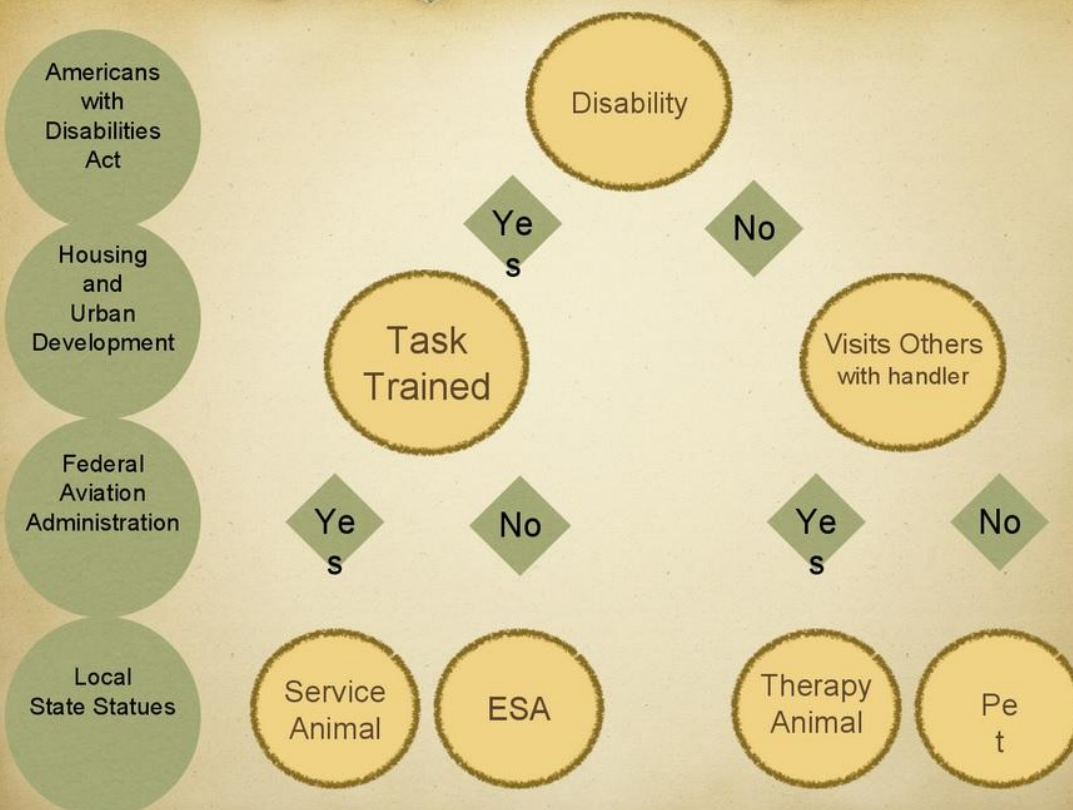 Americans
with
Disabilities
Act
Housing
and
Urban
Development
Federal
Aviation
Administration
Local
State Statues
Disability
Ye
s
No
Task
Trained
Visits Others
with handler
Ye
s
No
Ye
s
No
Service
Animal
ESA
Therapy
Animal
Pe
t